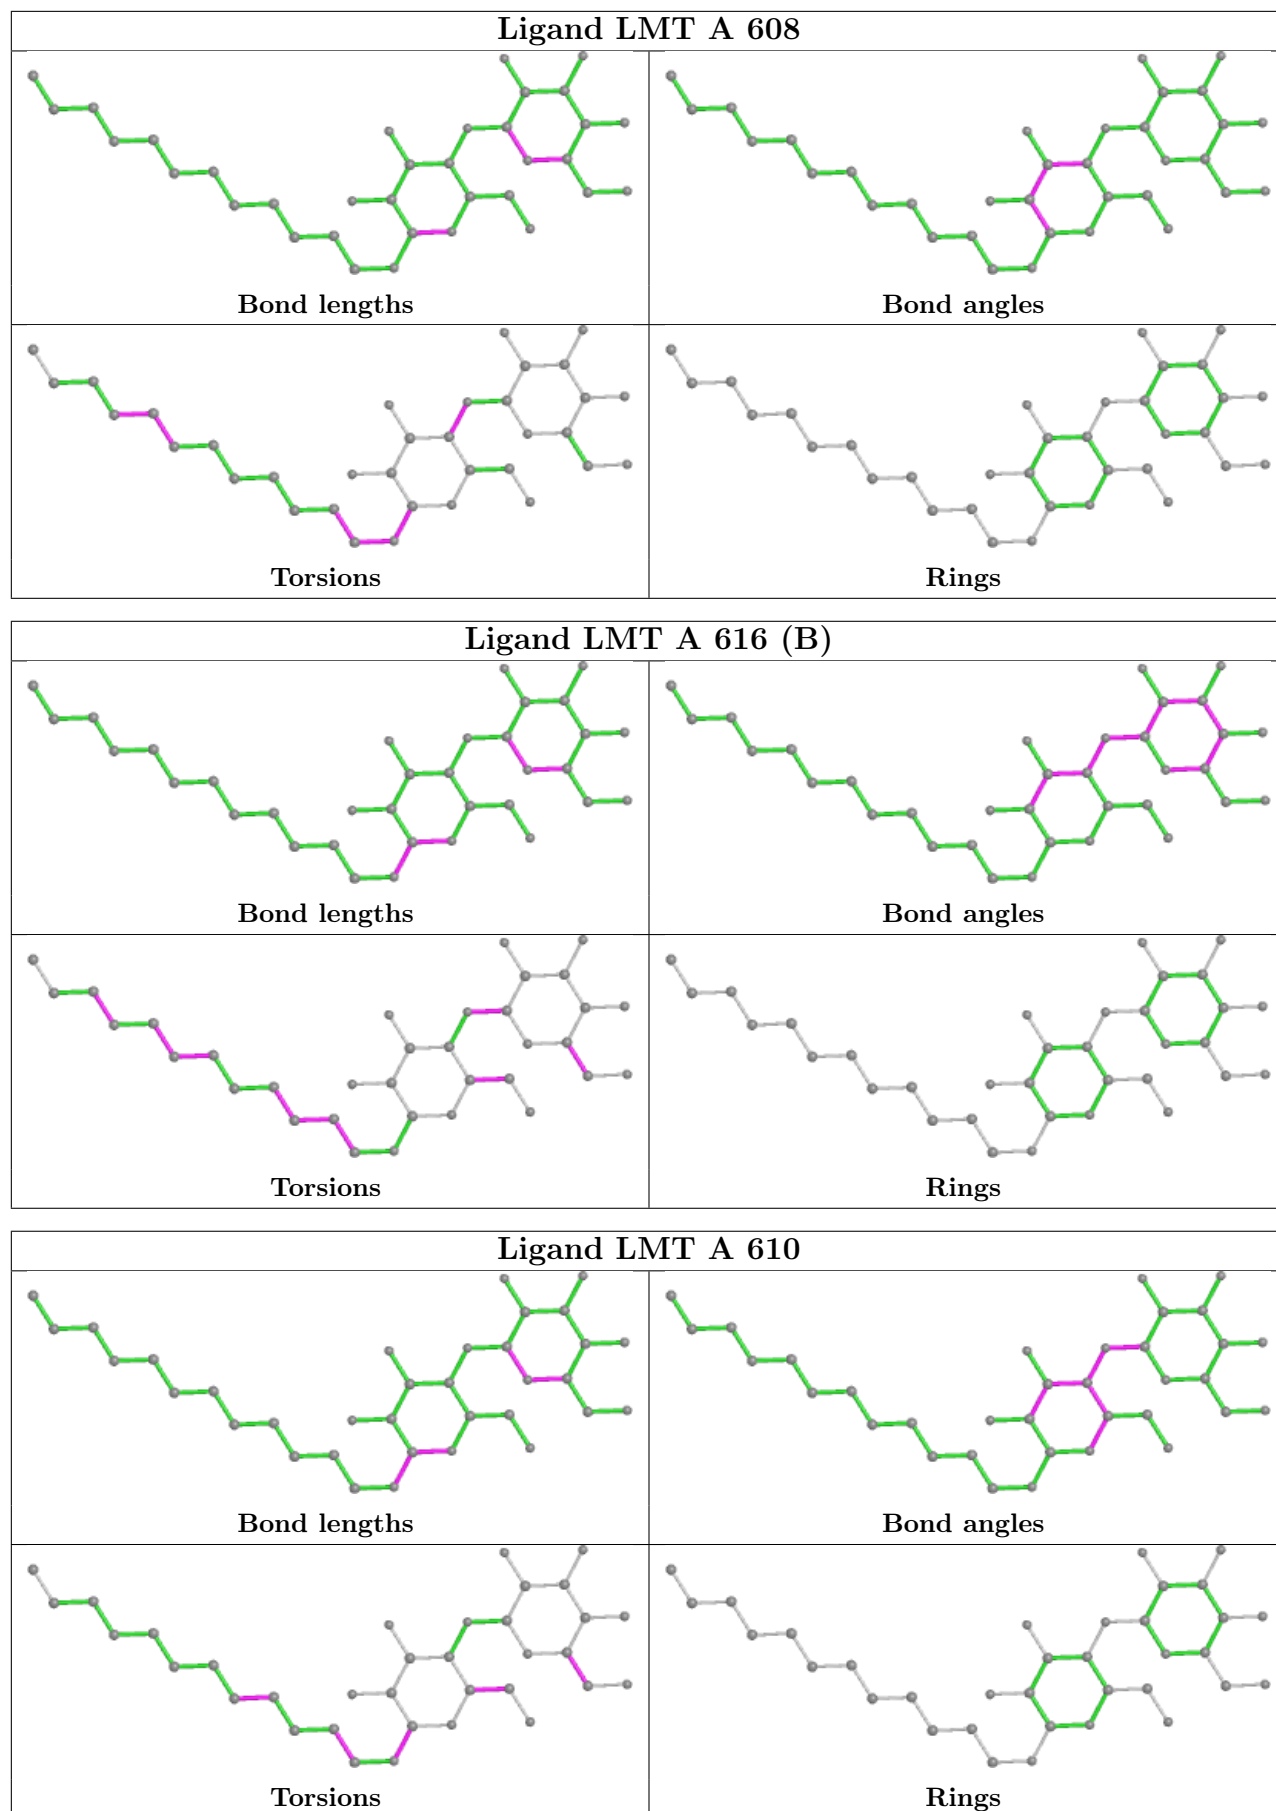 Ligand LMT A 608
Bond lengths
Bond angles
Torsions
Rings
Ligand LMT A 616 (B)
Bond lengths
Bond angles
Torsions
Rings
Ligand LMT A 610
Bond lengths
Bond angles
Torsions
Rings